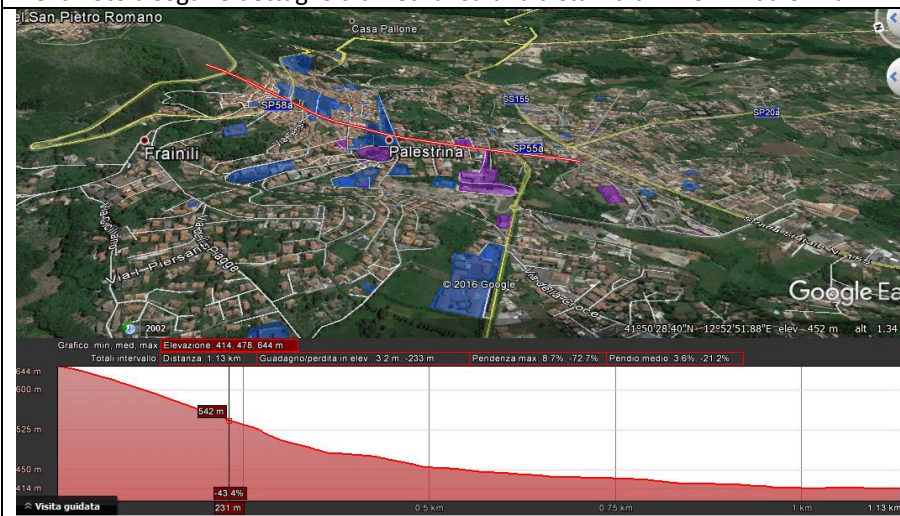 el San Pietro Romano
Casa Pallone
SP58a
SS155
SP20a
Frainili
Palestrina
SP55a
© 2016 Google
Google Ea
2002
41°50'28.40"N 12°52'51.88"E elev 452 m alt 1.34
Grafico: min, med, max Elevazione: 414, 478, 644 m
Totali intervallo: Distanza: 1.13 km Guadagno/perdita in elev.: 3.2 m, -233 m Pendenza max: 8.7%, -72.7% Pendio medio: 3.6%, -21.2%
644 m
600 m
542 m
525 m
450 m
414 m
-43.4%
Visita guidata
231 m
0.5 km
0.75 km
1 km
1.13 km